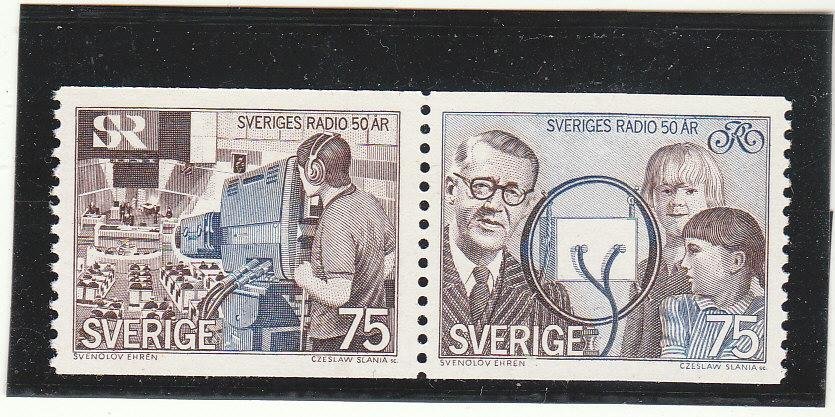 SR
SVERIGES RADIO 50 ÅR
SVERIGE 75
SVENOLOV EHRÉN CZESLAW SLANIA sc.
SVERIGES RADIO 50 ÅR
SVERIGE 75
SVENOLOV EHRÉN CZESLAW SLANIA sc.